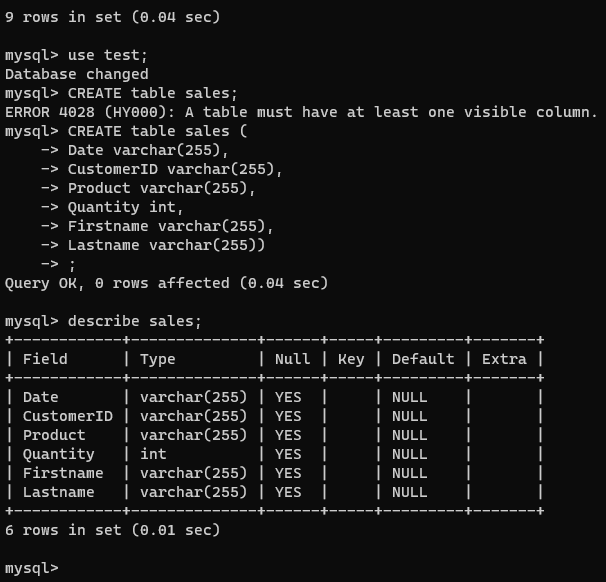 9 rows in set (0.04 sec)

mysql> use test;
Database changed
mysql> CREATE table sales;
ERROR 4028 (HY000): A table must have at least one visible column.
mysql> CREATE table sales (
    -> Date varchar(255),
    -> CustomerID varchar(255),
    -> Product varchar(255),
    -> Quantity int,
    -> Firstname varchar(255),
    -> Lastname varchar(255))
    -> ;
Query OK, 0 rows affected (0.04 sec)

mysql> describe sales;
+------------+--------------+------+-----+---------+-------+
| Field      | Type         | Null | Key | Default | Extra |
+------------+--------------+------+-----+---------+-------+
| Date       | varchar(255) | YES  |     | NULL    |       |
| CustomerID | varchar(255) | YES  |     | NULL    |       |
| Product    | varchar(255) | YES  |     | NULL    |       |
| Quantity   | int          | YES  |     | NULL    |       |
| Firstname  | varchar(255) | YES  |     | NULL    |       |
| Lastname   | varchar(255) | YES  |     | NULL    |       |
+------------+--------------+------+-----+---------+-------+
6 rows in set (0.01 sec)

mysql>